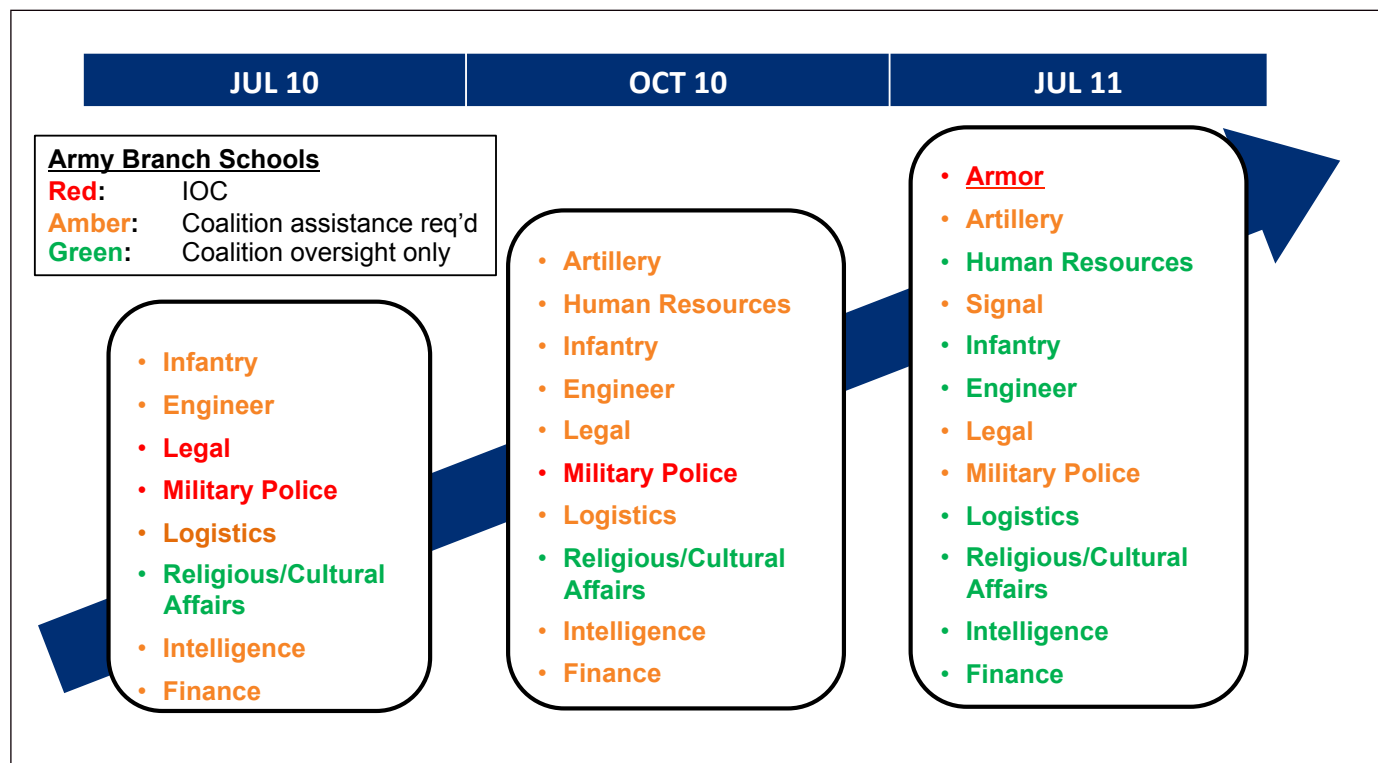 JUL 10
OCT 10
JUL 11
Army Branch Schools
Red: IOC
Amber: Coalition assistance req'd
Green: Coalition oversight only
• Infantry
• Engineer
• Legal
• Military Police
• Logistics
• Religious/Cultural
Affairs
• Intelligence
• Finance
• Artillery
• Human Resources
• Infantry
• Engineer
• Legal
• Military Police
• Logistics
• Religious/Cultural
Affairs
• Intelligence
• Finance
• Armor
• Artillery
• Human Resources
• Signal
• Infantry
• Engineer
• Legal
• Military Police
• Logistics
• Religious/Cultural
Affairs
• Intelligence
• Finance